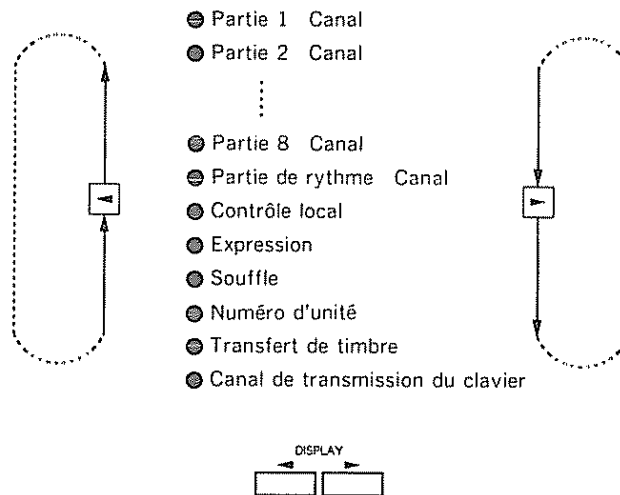 Partie 1 Canal
Partie 2 Canal
Partie 8 Canal
Partie de rythme Canal
Contrôle local
Expression
Souffle
Numéro d'unité
Transfert de timbre
Canal de transmission du clavier
DISPLAY